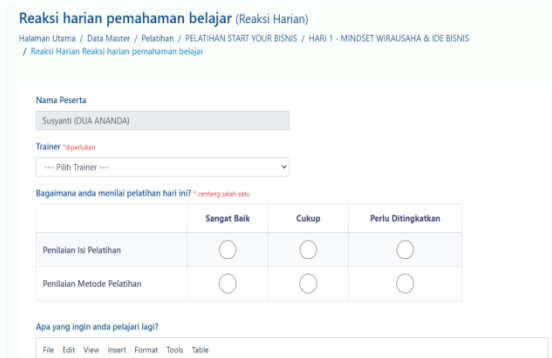 Reaksi harian pemahaman belajar (Reaksi Harian)
Halaman Utama / Data Master / Pelatihan / PELATIHAN START YOUR BISNIS / HARI 1 - MINDSET WIRAUSAHA & IDE BISNIS
/ Reaksi Harian Reaksi harian pemahaman belajar
Nama Peserta
Susyanti (DUA ANANDA)
Trainer *diperlukan
--- Pilih Trainer ---
Bagaimana anda menilai pelatihan hari ini? * centang salah satu
Sangat Baik Cukup Perlu Ditingkatkan
Penilaian Isi Pelatihan
Penilaian Metode Pelatihan
Apa yang ingin anda pelajari lagi?
File Edit View Insert Format Tools Table